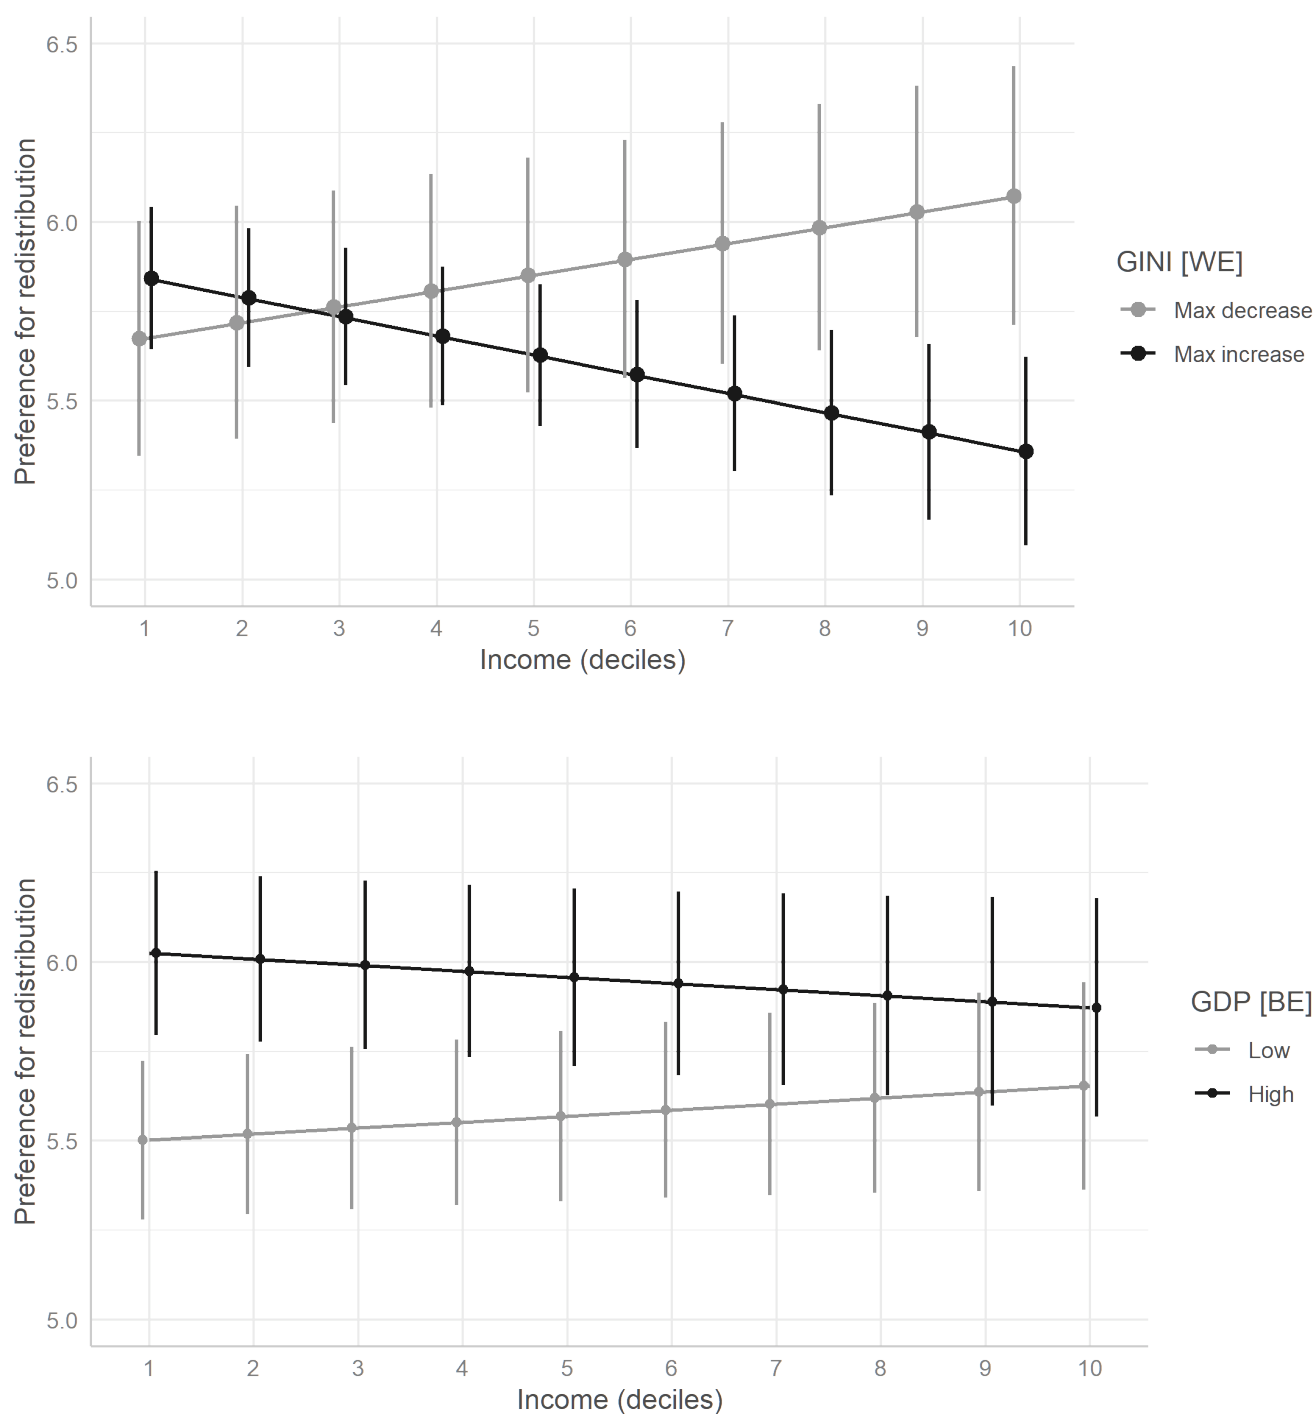 6.5
6.0
5.5
5.0
Preference for redistribution
1 2 3 4 5 6 7 8 9 10
Income (deciles)
GINI [WE]
Max decrease
Max increase
6.5
6.0
5.5
5.0
Preference for redistribution
1 2 3 4 5 6 7 8 9 10
Income (deciles)
GDP [BE]
Low
High